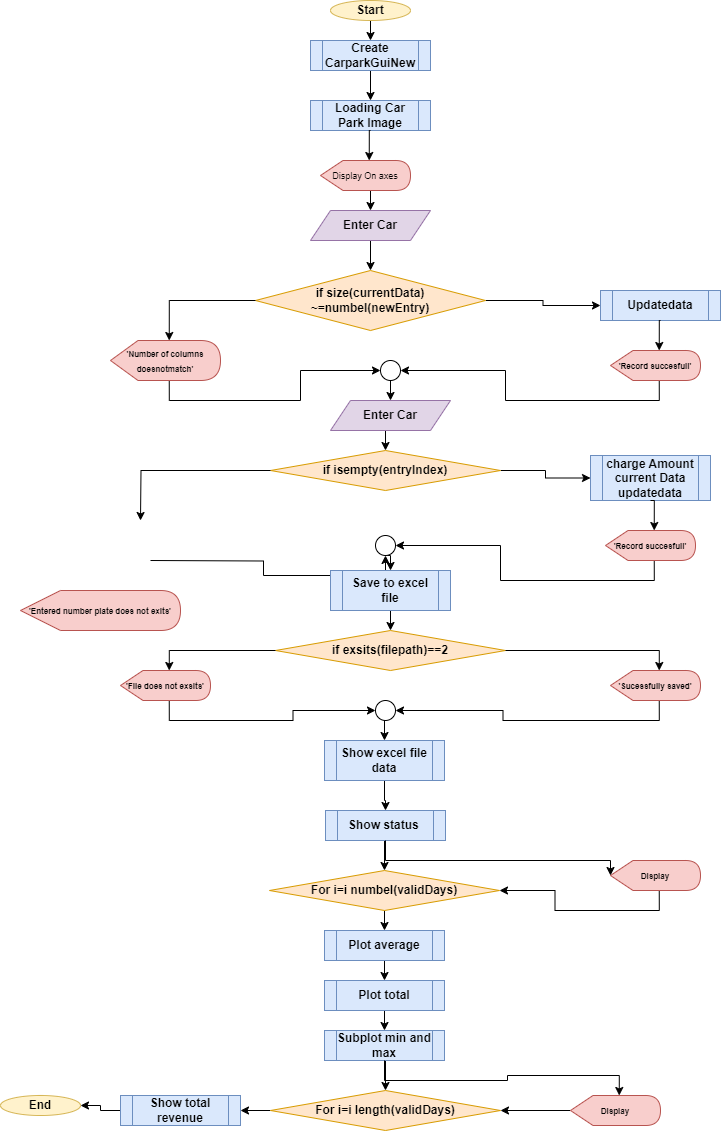 Start
Create
CarparkGuiNew
Loading Car
Park Image
Display On axes
Enter Car
if size(currentData)
~=numbel(newEntry)
Updatedata
'Number of columns
doesnotmatch'
'Record succesfull'
Enter Car
if isempty(entryIndex)
charge Amount
current Data
updatedata
'Record succesfull'
Save to excel
file
'Entered number plate does not exits'
if exsits(filepath)==2
'File does not exsits'
'Sucessfully saved'
Show excel file
data
Show status
For i=i numbel(validDays)
Display
Plot average
Plot total
Subplot min and
max
For i=i length(validDays)
Display
Show total
revenue
End